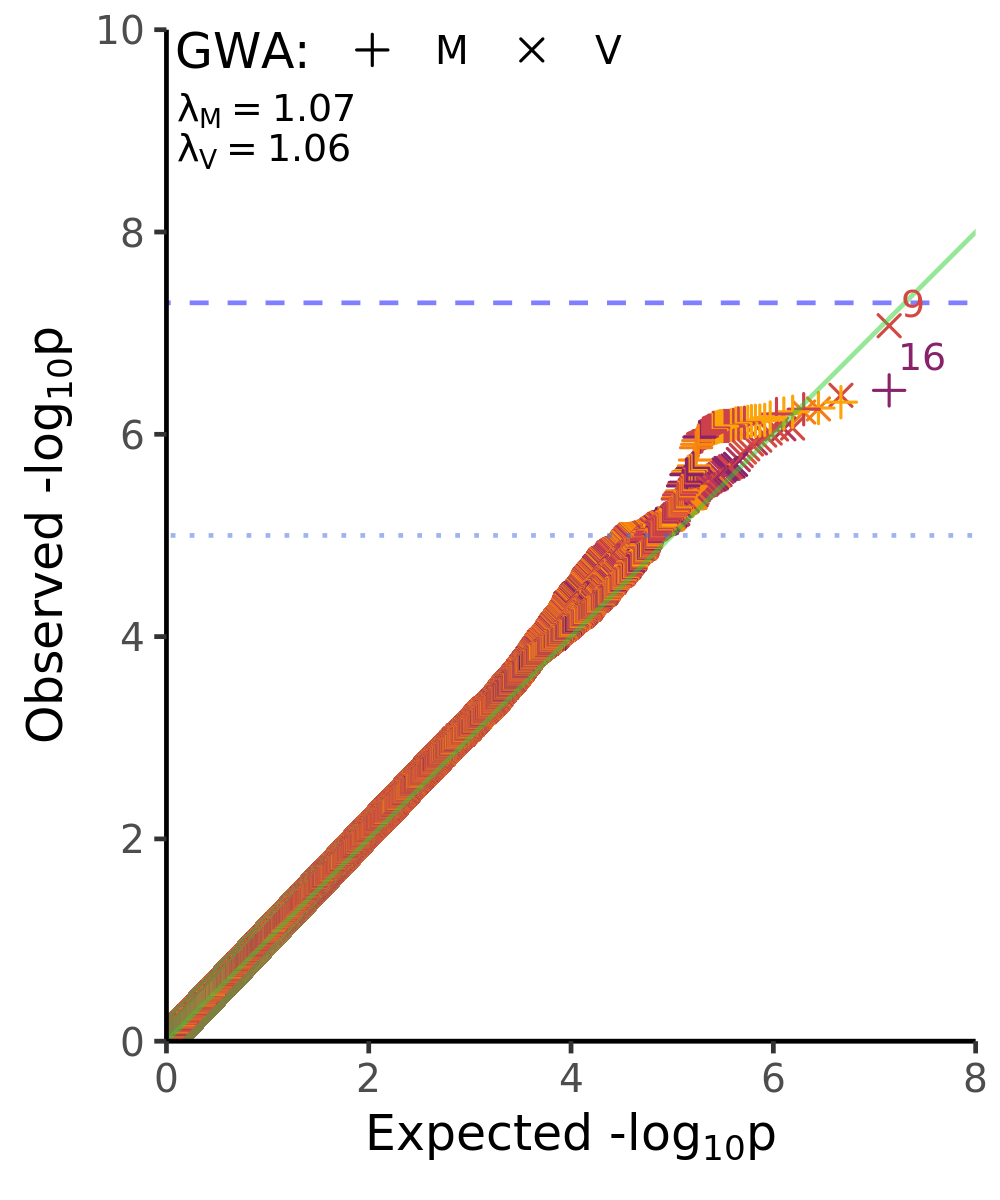 10
GWA: + M × V
λM = 1.07
λV = 1.06
8
9
16
6
4
2
0
0 2 4 6 8
Observed -log10p
Expected -log10p